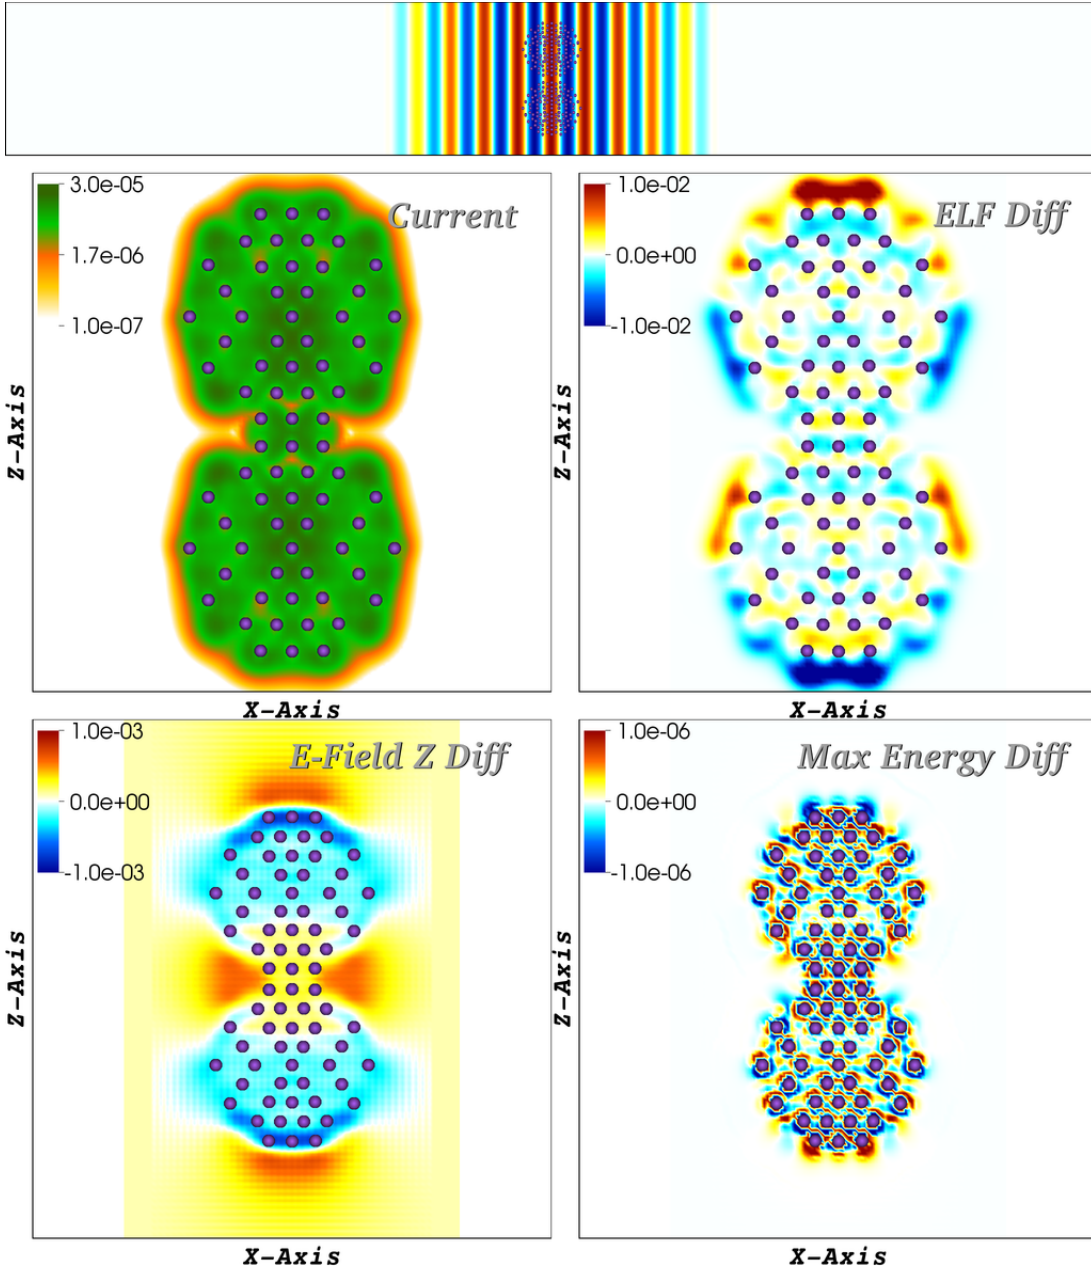 3.0e-05
Current
1.7e-06
1.0e-07
Z-Axis
X-Axis
1.0e-02
ELF Diff
0.0e+00
-1.0e-02
Z-Axis
X-Axis
1.0e-03
E-Field Z Diff
0.0e+00
-1.0e-03
Z-Axis
X-Axis
1.0e-06
Max Energy Diff
0.0e+00
-1.0e-06
Z-Axis
X-Axis